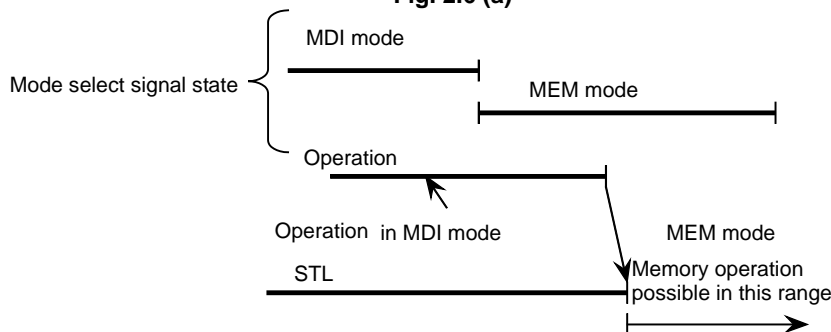 Fig. 2.6 (a)
MDI mode
Mode select signal state
MEM mode
Operation
Operation in MDI mode
MEM mode
STL
Memory operation
possible in this range